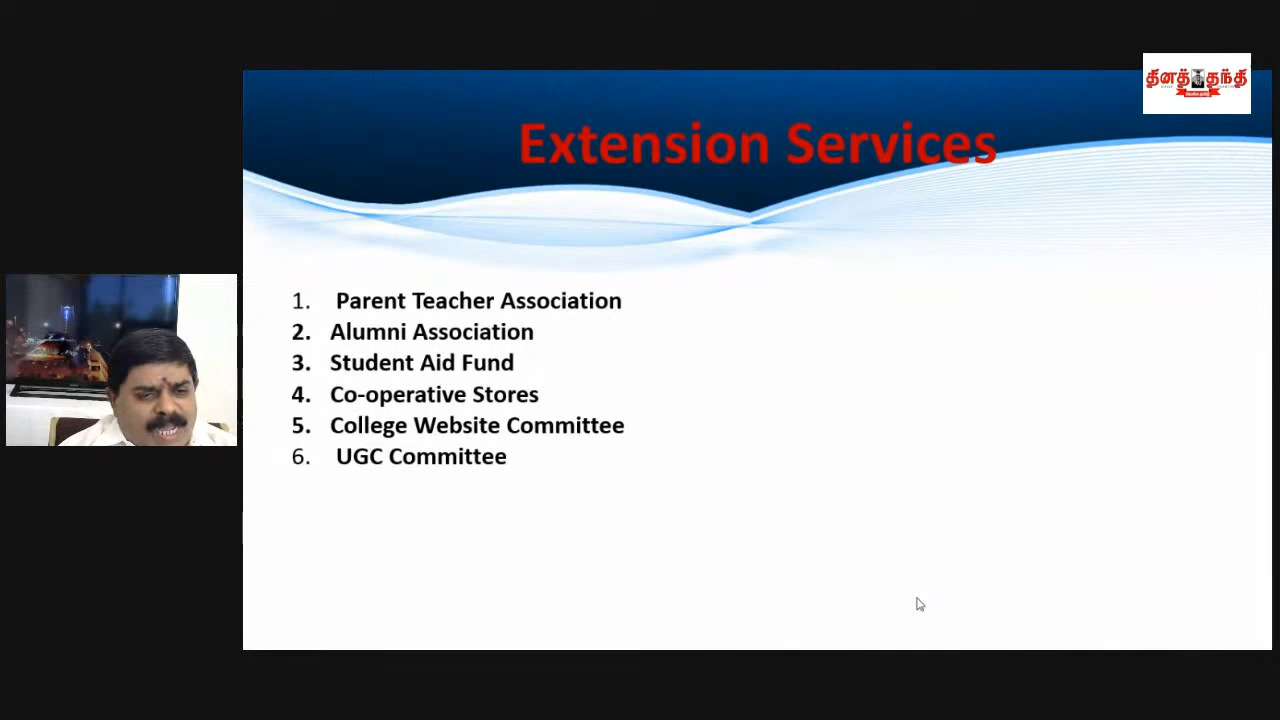 தினத்தந்தி
Extension Services
1. Parent Teacher Association
2. Alumni Association
3. Student Aid Fund
4. Co-operative Stores
5. College Website Committee
6. UGC Committee